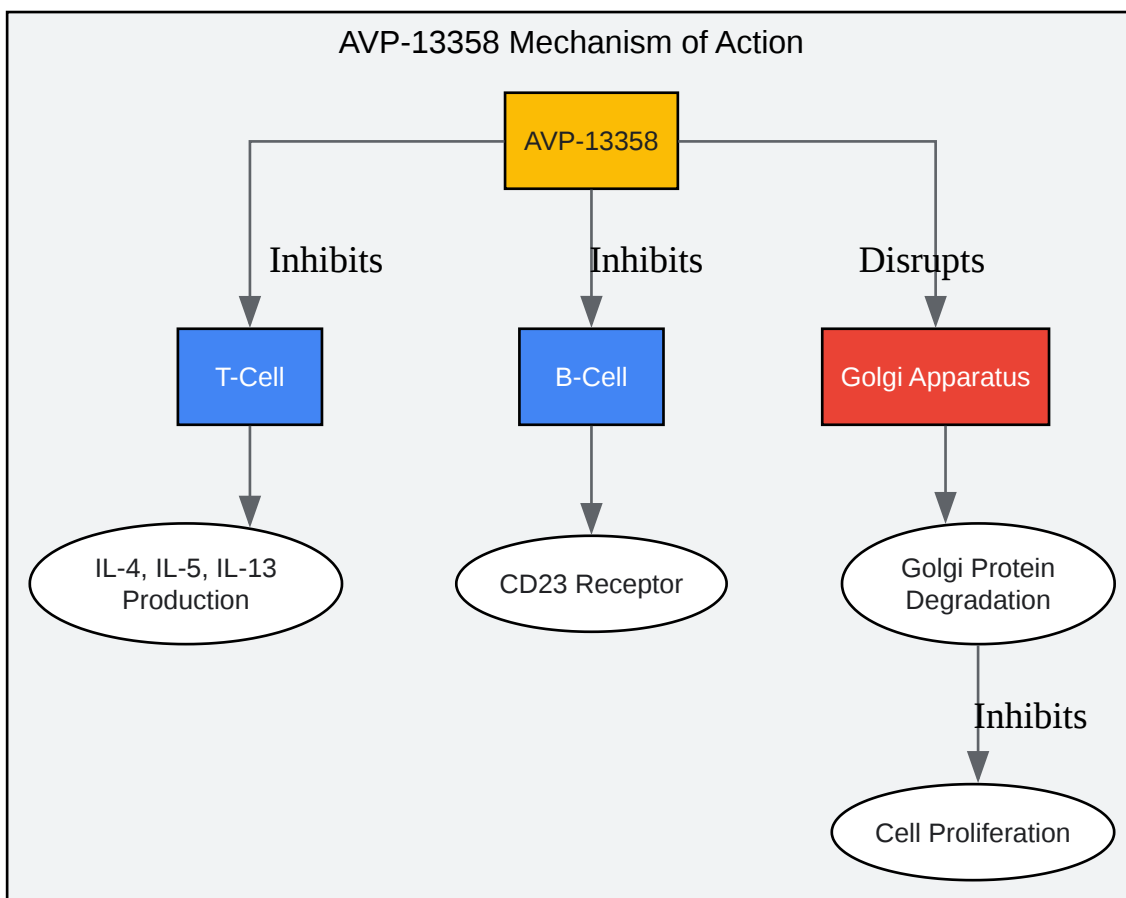 AVP-13358 Mechanism of Action
AVP-13358
Inhibits
Inhibits
Disrupts
T-Cell
B-Cell
Golgi Apparatus
IL-4, IL-5, IL-13
Production
CD23 Receptor
Golgi Protein
Degradation
Inhibits
Cell Proliferation